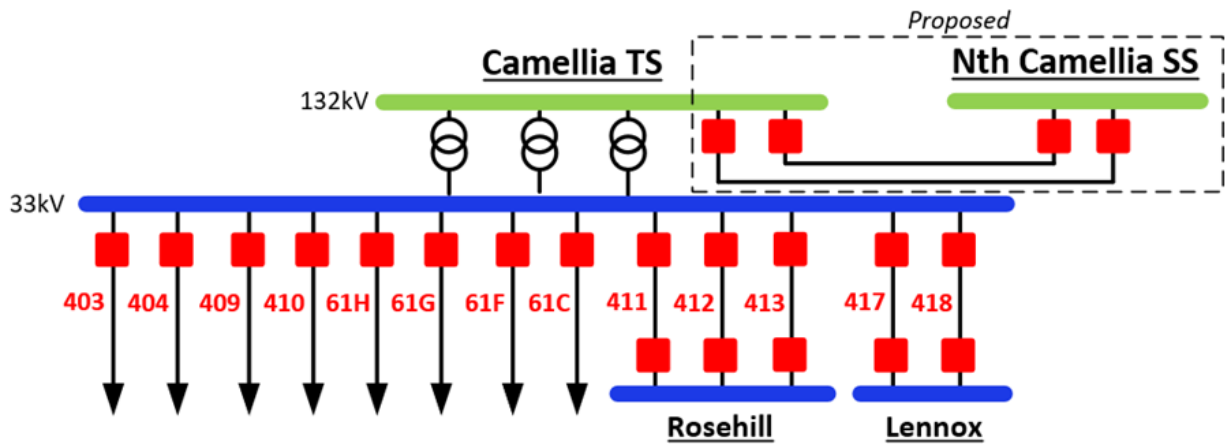 Proposed
Camellia TS
Nth Camellia SS
132kV
33kV
403
404
409
410
61H
61G
61F
61C
411
412
413
417
418
Rosehill
Lennox